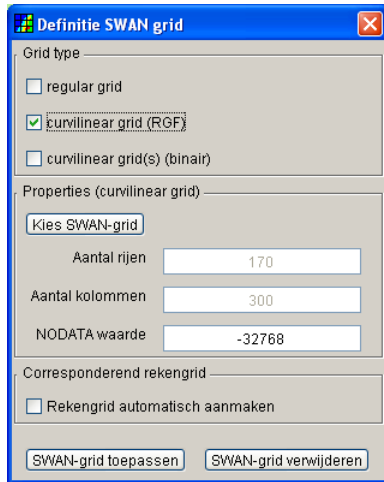 Definitie SWAN grid
Grid type
regular grid
curvilinear grid (RGF)
curvilinear grid(s) (binair)
Properties (curvilinear grid)
Kies SWAN-grid
Aantal rijen 170
Aantal kolommen 300
NODATA waarde -32768
Corresponderend rekengrid
Rekengrid automatisch aanmaken
SWAN-grid toepassen SWAN-grid verwijderen